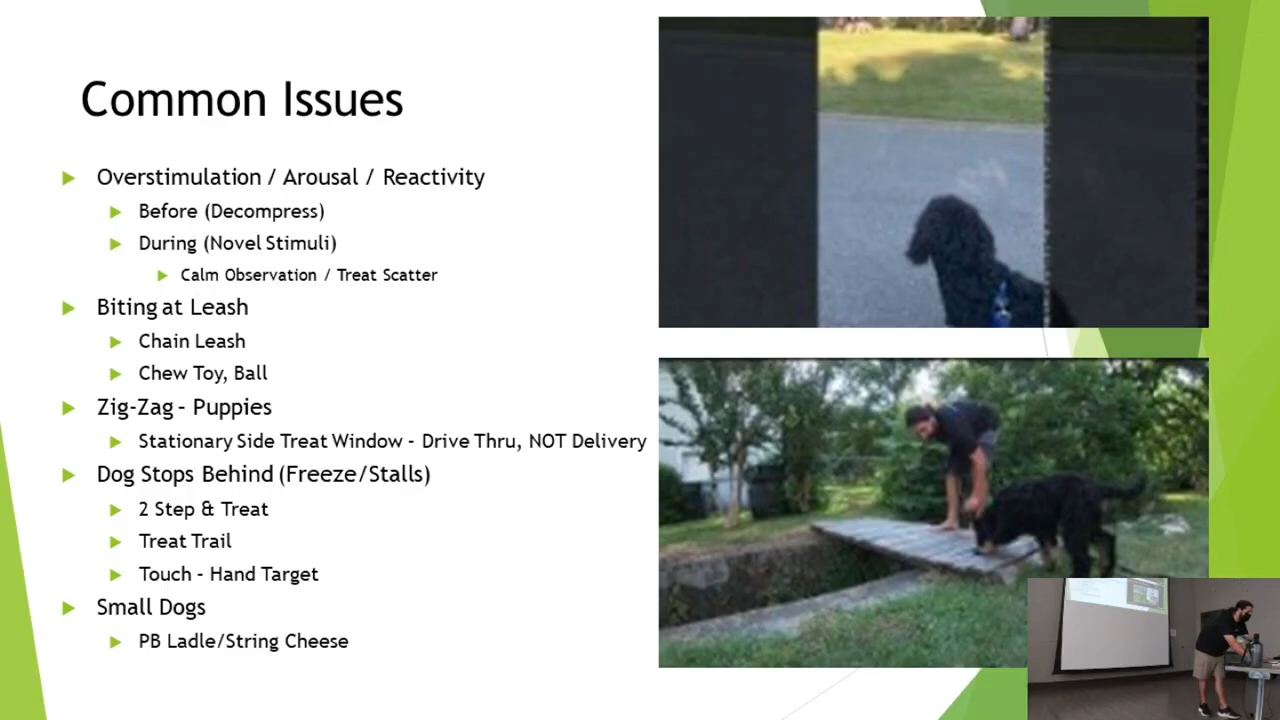 Common Issues
Overstimulation / Arousal / Reactivity
Before (Decompress)
During (Novel Stimuli)
Calm Observation / Treat Scatter
Biting at Leash
Chain Leash
Chew Toy, Ball
Zig-Zag - Puppies
Stationary Side Treat Window - Drive Thru, NOT Delivery
Dog Stops Behind (Freeze/Stalls)
2 Step & Treat
Treat Trail
Touch - Hand Target
Small Dogs
PB Ladle/String Cheese